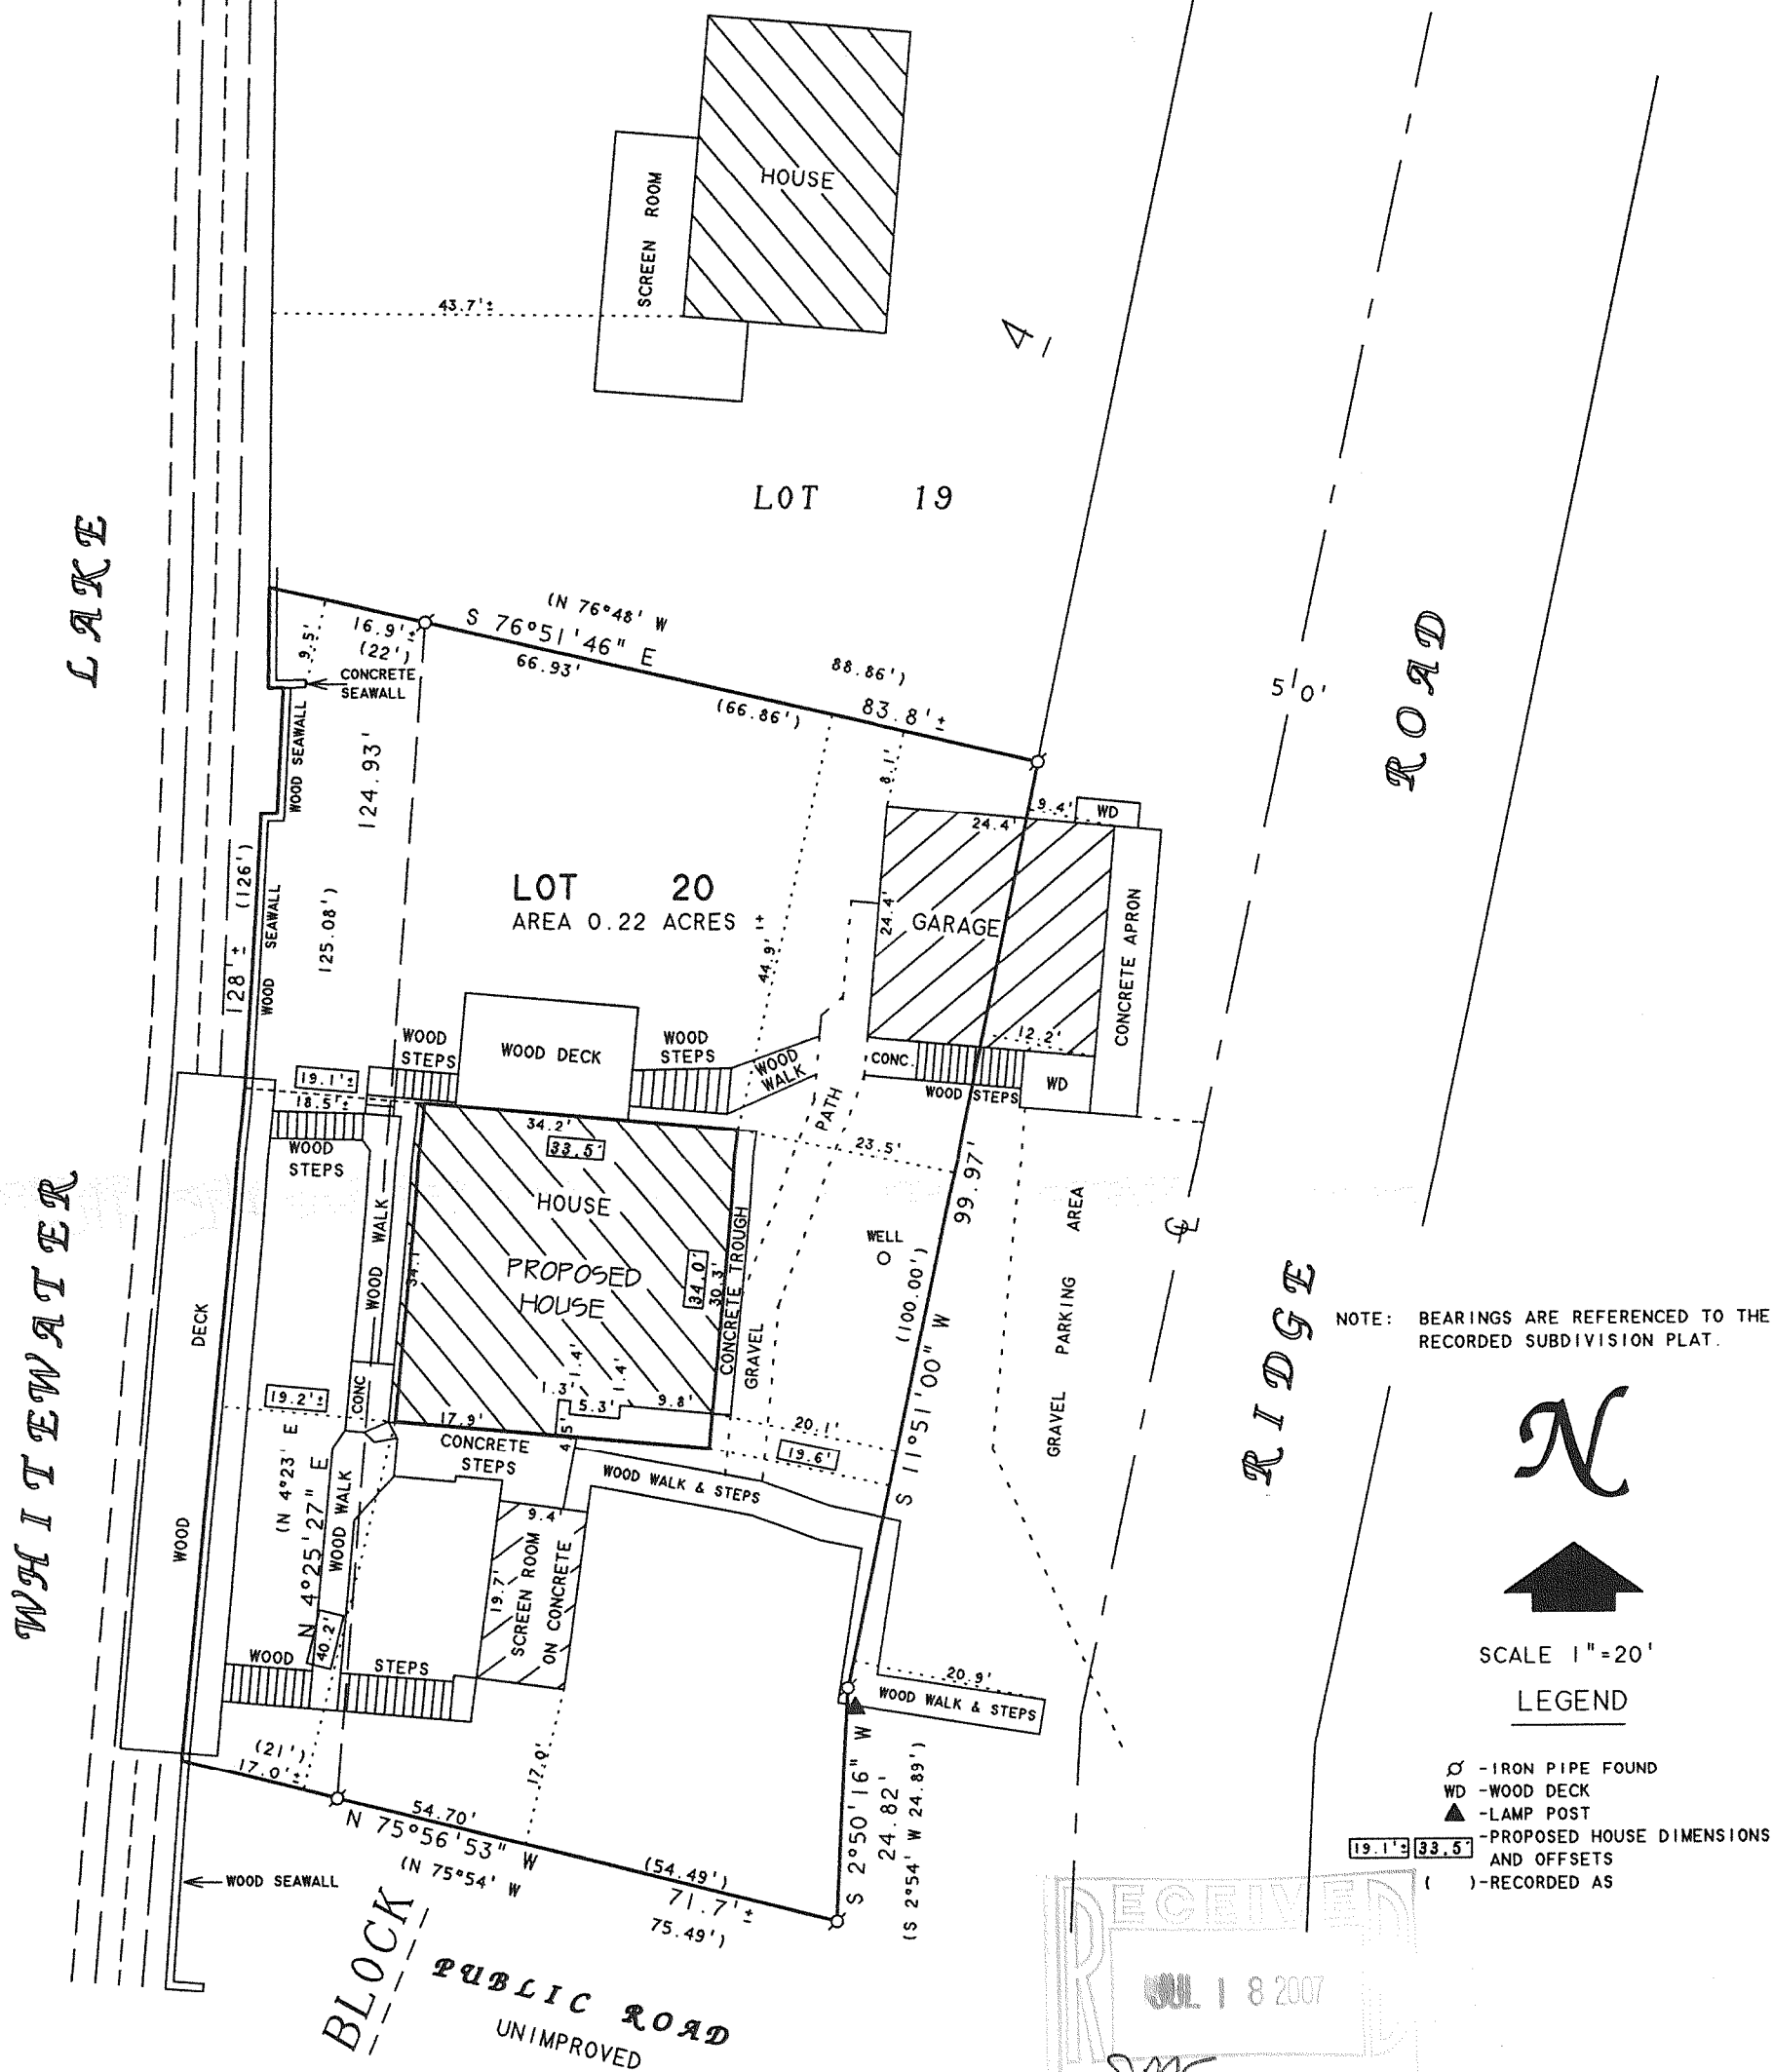 HOUSE
SCREEN ROOM
43.7'±
4
LOT 19
LAKE
(N 76°48' W
S 76°51'46" E
16.9'±
(22')
9.5'
66.93'
88.86')
(66.86')
83.8'±
CONCRETE
SEAWALL
WOOD SEAWALL
124.93'
50'
ROAD
8.1'
9.4'
WD
24.4'
LOT 20
AREA 0.22 ACRES ±
(126')
128'±
WOOD SEAWALL
125.08')
44.9'
24.4'
GARAGE
CONCRETE APRON
12.2'
WOOD
STEPS
WOOD DECK
WOOD
STEPS
WOOD
WALK
CONC.
WOOD STEPS
WD
PATH
19.1'±
18.5'±
WOOD
STEPS
34.2'
33.5'
23.5'
99.97'
HOUSE
WOOD WALK
34.1'
PROPOSED
HOUSE
34.0'
30.3'
CONCRETE TROUGH
GRAVEL
WELL
(100.00')
S 11°51'00" W
GRAVEL PARKING AREA
℄
RIDGE
WHITEWATER
WOOD DECK
1.4'
1.4'
1.3'
5.3'
9.8'
17.9'
4.5'
CONC
19.2'±
20.1'
19.6'
CONCRETE
STEPS
WOOD WALK & STEPS
(N 4°23' E
N 4°25'27" E
WOOD WALK
40.2'
9.4'
19.7'
SCREEN ROOM
ON CONCRETE
WOOD STEPS
20.9'
WOOD WALK & STEPS
(21')
17.0'±
17.0'
54.70'
N 75°56'53" W
(N 75°54' W
(54.49')
71.7'±
75.49')
S 2°50'16" W
24.82'
(S 2°54' W 24.89')
WOOD SEAWALL
BLOCK
PUBLIC ROAD
UNIMPROVED
NOTE: BEARINGS ARE REFERENCED TO THE
RECORDED SUBDIVISION PLAT.
N
SCALE 1"=20'
LEGEND
-IRON PIPE FOUND
WD -WOOD DECK
-LAMP POST
19.1'± 33.5' -PROPOSED HOUSE DIMENSIONS
AND OFFSETS
( )-RECORDED AS
RECEIVED
JUL 18 2007